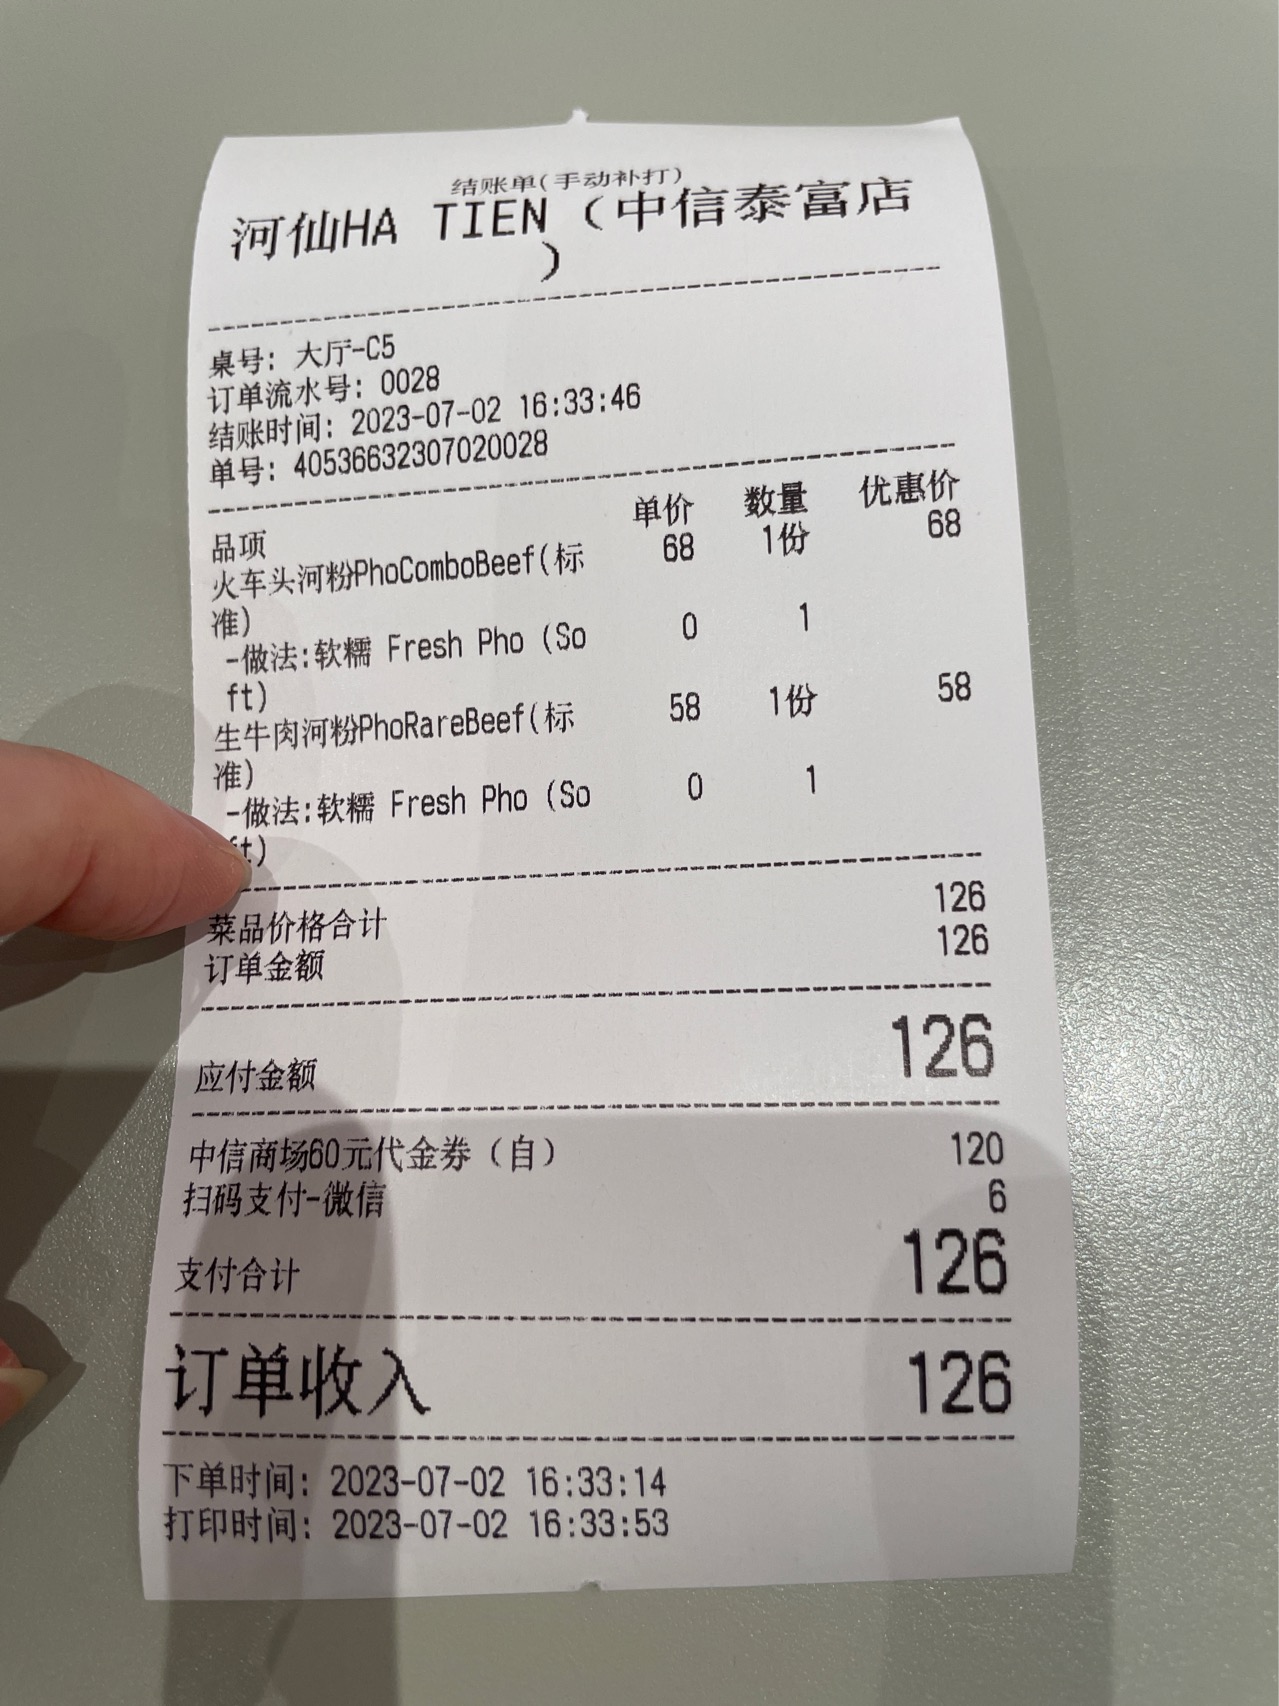 结账单(手动补打)
河仙HA TIEN（中信泰富店
）
桌号: 大厅-C5
订单流水号: 0028
结账时间: 2023-07-02 16:33:46
单号: 40536632307020028
品项 单价 数量 优惠价
火车头河粉PhoComboBeef(标 68 1份 68
准)
-做法:软糯 Fresh Pho (So 0 1
ft)
生牛肉河粉PhoRareBeef(标 58 1份 58
准)
-做法:软糯 Fresh Pho (So 0 1
ft)
菜品价格合计 126
订单金额 126
应付金额 126
中信商场60元代金券（自） 120
扫码支付-微信 6
支付合计 126
订单收入 126
下单时间: 2023-07-02 16:33:14
打印时间: 2023-07-02 16:33:53